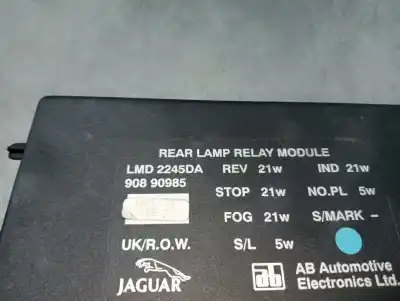 REAR LAMP RELAY MODULE
LMD 2245DA REV 21w IND 21w
908 90985 STOP 21w NO.PL 5w
FOG 21w S/MARK -
UK/R.O.W. S/L 5w
JAGUAR ab AB Automotive
Electronics Ltd.